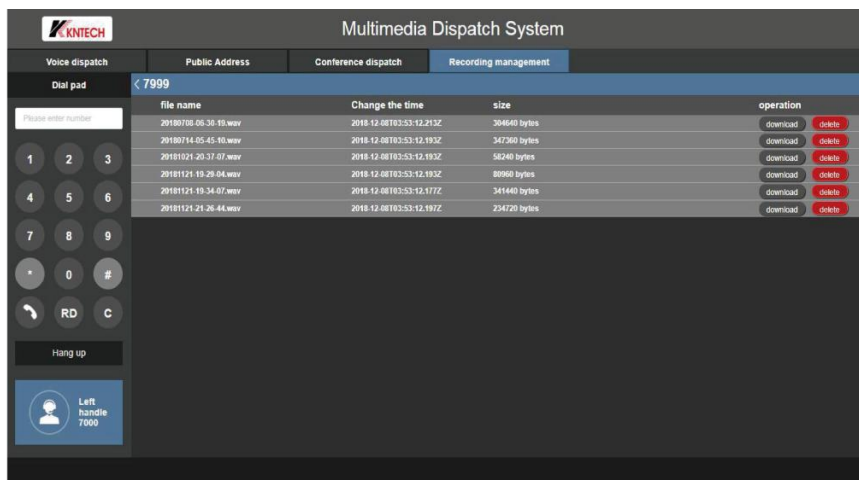 KNTECH
Multimedia Dispatch System
Voice dispatch Public Address Conference dispatch Recording management
Dial pad
< 7999
Please enter number
file name Change the time size operation
20180708-06-30-19.wav 2018-12-08T03:53:12.213Z 304640 bytes download delete
20180714-05-45-10.wav 2018-12-08T03:53:12.193Z 347360 bytes download delete
20181021-20-37-07.wav 2018-12-08T03:53:12.193Z 58240 bytes download delete
20181121-19-29-04.wav 2018-12-08T03:53:12.193Z 80960 bytes download delete
20181121-19-34-07.wav 2018-12-08T03:53:12.177Z 341440 bytes download delete
20181121-21-26-44.wav 2018-12-08T03:53:12.197Z 234720 bytes download delete
1 2 3
4 5 6
7 8 9
* 0 #
RD C
Hang up
Left
handle
7000